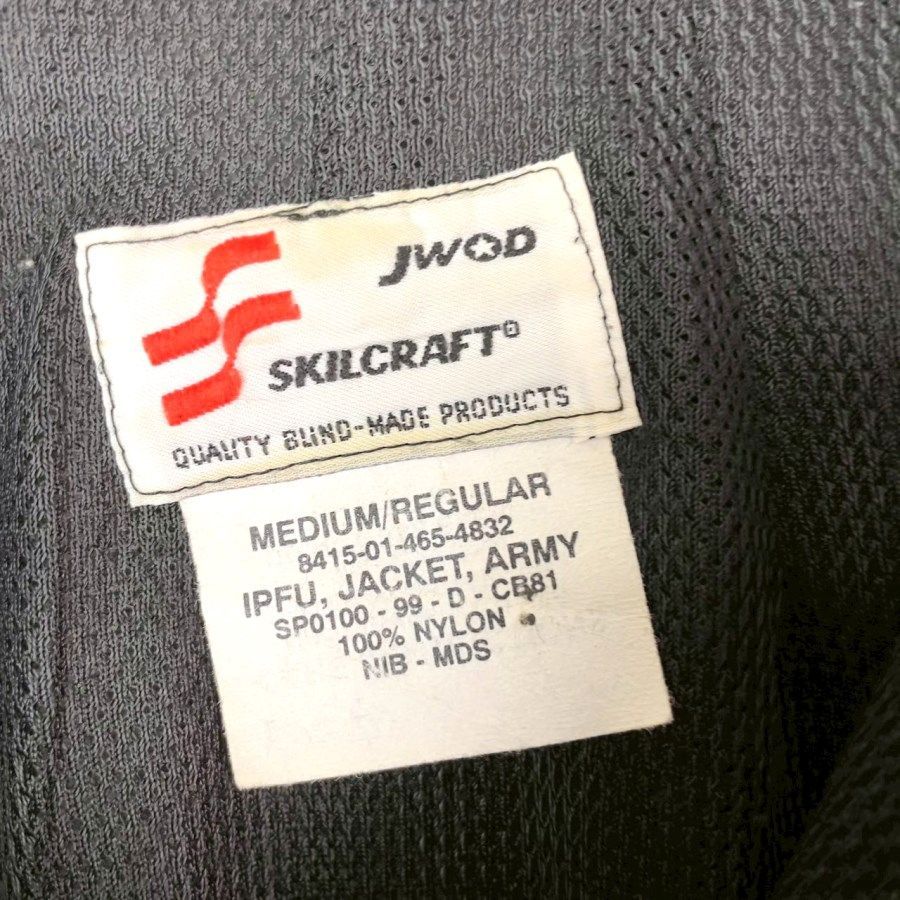 JWOD
SKILCRAFT®
QUALITY BLIND-MADE PRODUCTS
MEDIUM/REGULAR
8415-01-465-4832
IPFU, JACKET, ARMY
SP0100 - 99 - D - CB81
100% NYLON
NIB - MDS